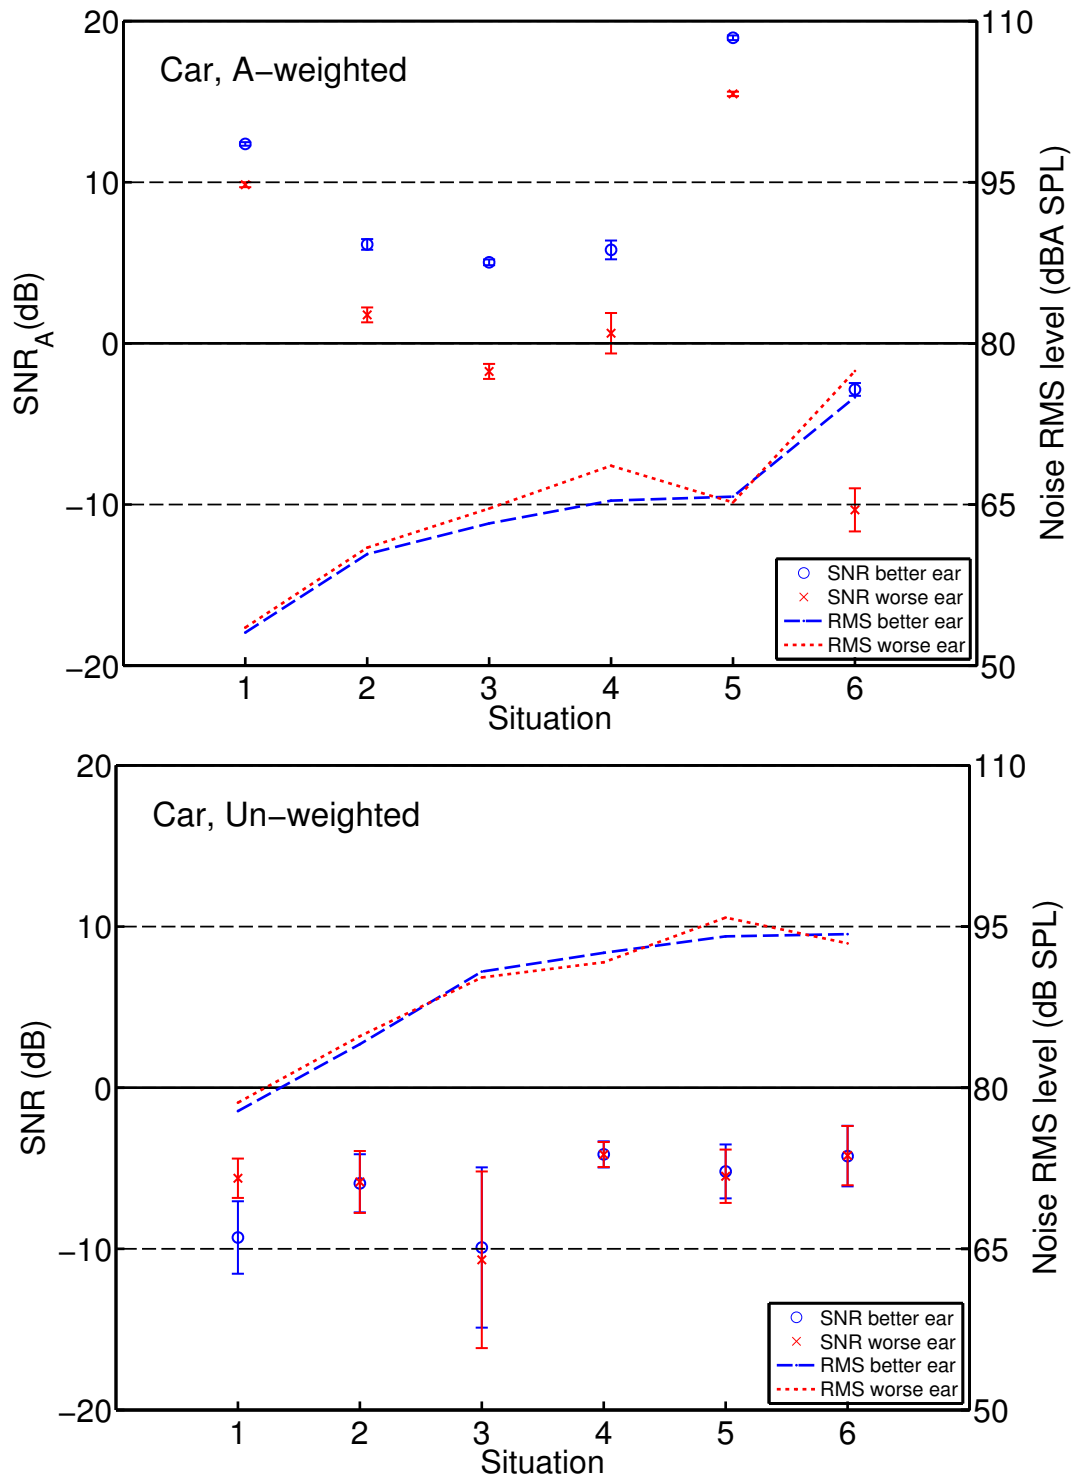 Car, A−weighted
20
10
0
−10
−20
SNR_A (dB)
110
95
80
65
50
Noise RMS level (dBA SPL)
SNR better ear
SNR worse ear
RMS better ear
RMS worse ear
1 2 3 4 5 6
Situation
Car, Un−weighted
20
10
0
−10
−20
SNR (dB)
110
95
80
65
50
Noise RMS level (dB SPL)
SNR better ear
SNR worse ear
RMS better ear
RMS worse ear
1 2 3 4 5 6
Situation